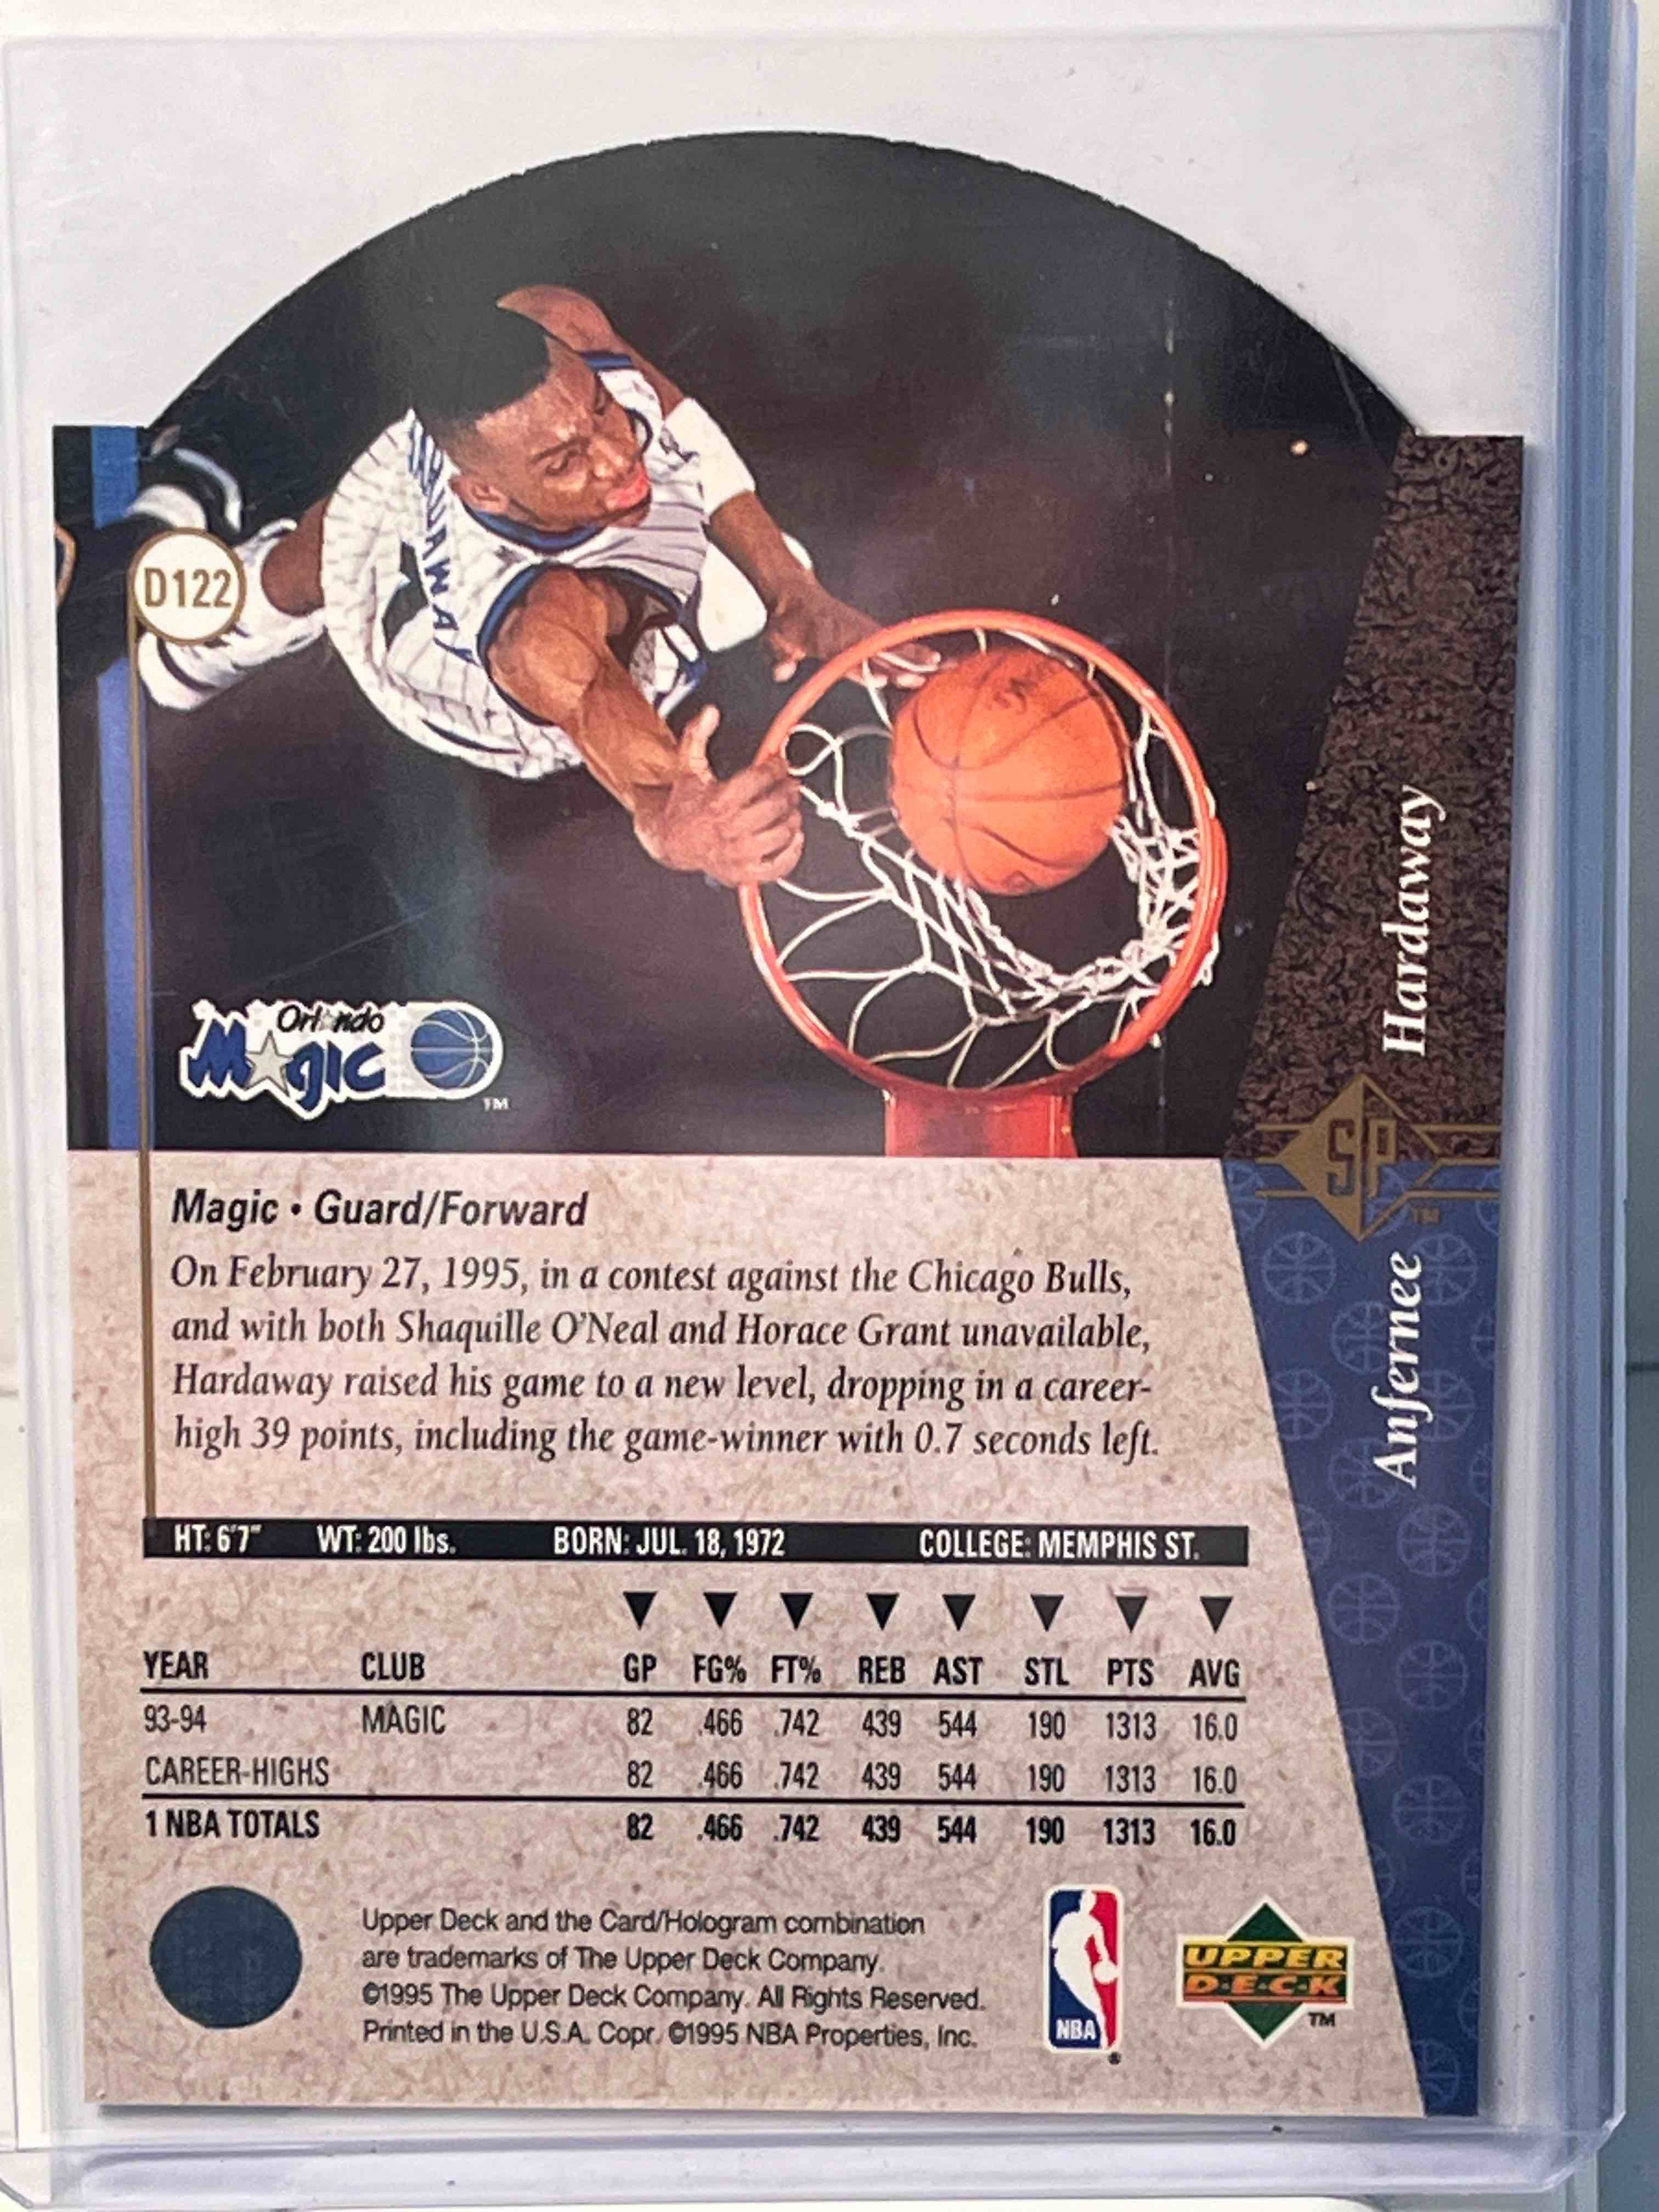 D122
HARDAWAY
Orlando
Magic
TM
Anfernee Hardaway
SP
TM
Magic • Guard/Forward
On February 27, 1995, in a contest against the Chicago Bulls,
and with both Shaquille O'Neal and Horace Grant unavailable,
Hardaway raised his game to a new level, dropping in a career-
high 39 points, including the game-winner with 0.7 seconds left.
HT: 6'7" WT: 200 lbs. BORN: JUL. 18, 1972 COLLEGE: MEMPHIS ST.
YEAR CLUB GP FG% FT% REB AST STL PTS AVG
93-94 MAGIC 82 .466 .742 439 544 190 1313 16.0
CAREER-HIGHS 82 .466 .742 439 544 190 1313 16.0
1 NBA TOTALS 82 .466 .742 439 544 190 1313 16.0
Upper Deck and the Card/Hologram combination
are trademarks of The Upper Deck Company.
©1995 The Upper Deck Company. All Rights Reserved.
Printed in the U.S.A. Copr. ©1995 NBA Properties, Inc.
NBA
®
UPPER
D•E•C•K
TM